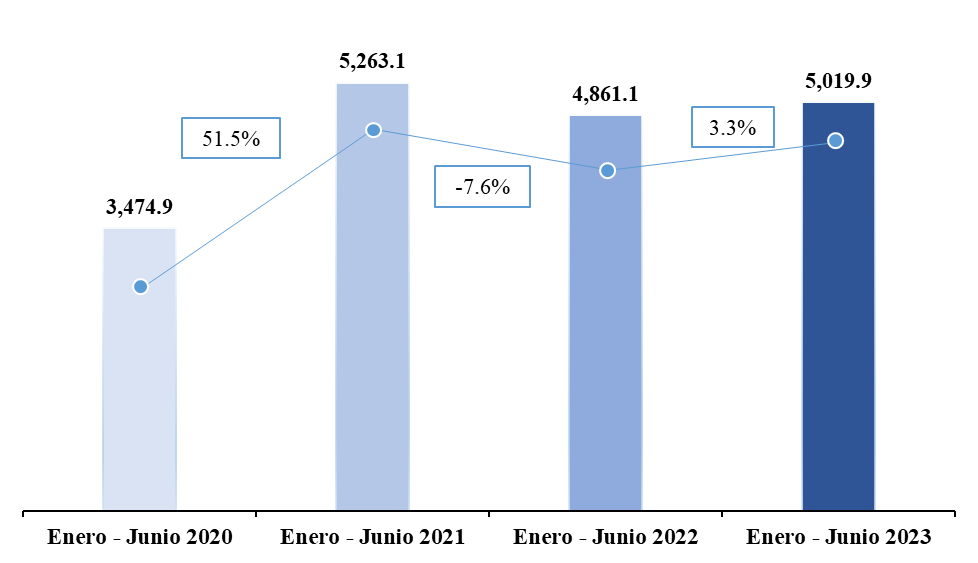 5,263.1
5,019.9
4,861.1
51.5%
3.3%
-7.6%
3,474.9
Enero - Junio 2020
Enero - Junio 2021
Enero - Junio 2022
Enero - Junio 2023